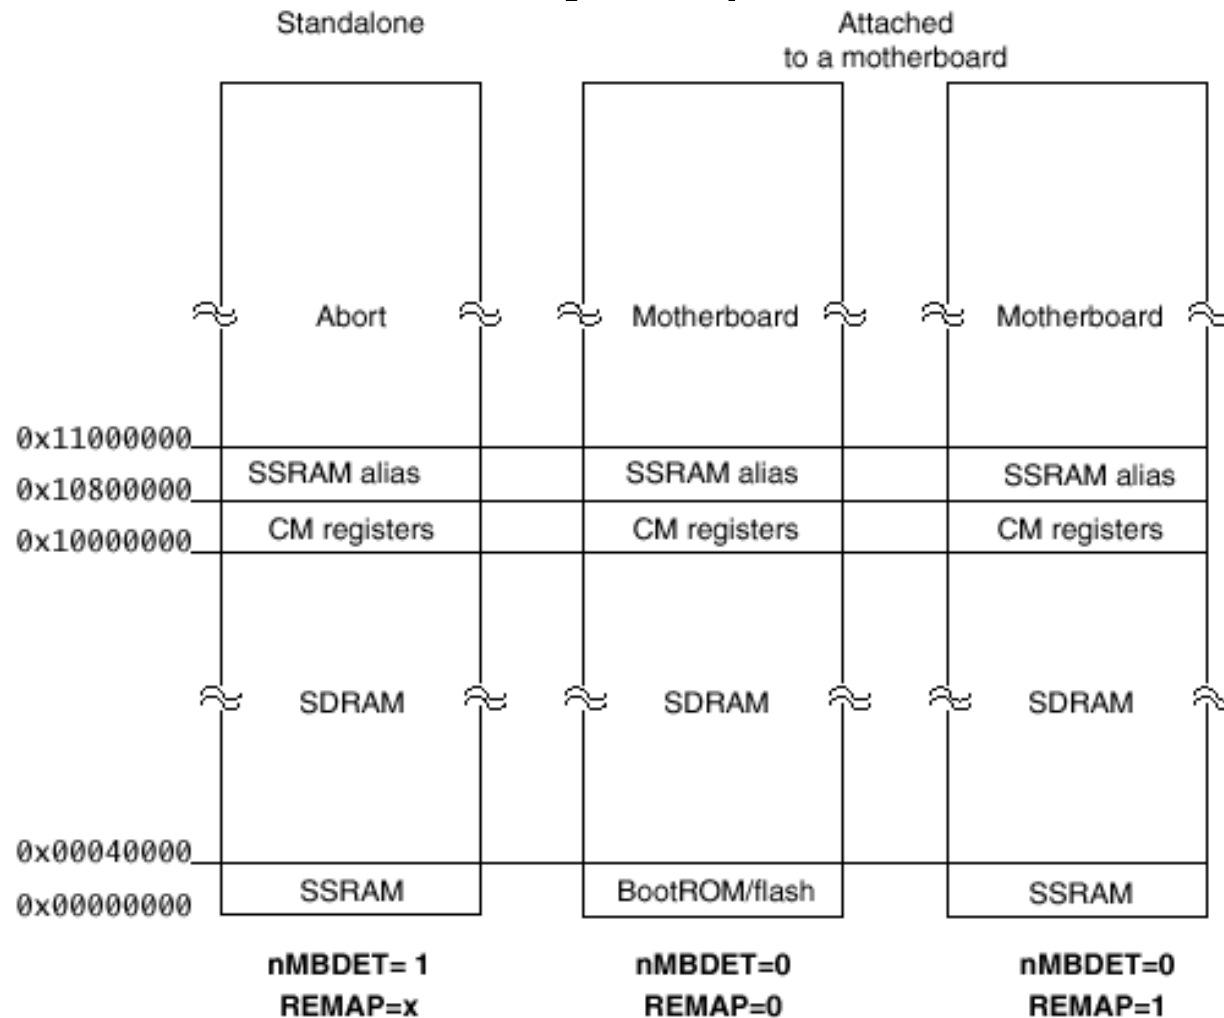 Standalone
Attached
to a motherboard
Abort
Motherboard
Motherboard
0x11000000
SSRAM alias
SSRAM alias
SSRAM alias
0x10800000
CM registers
CM registers
CM registers
0x10000000
SDRAM
SDRAM
SDRAM
0x00040000
SSRAM
BootROM/flash
SSRAM
0x00000000
nMBDET= 1
nMBDET=0
nMBDET=0
REMAP=x
REMAP=0
REMAP=1